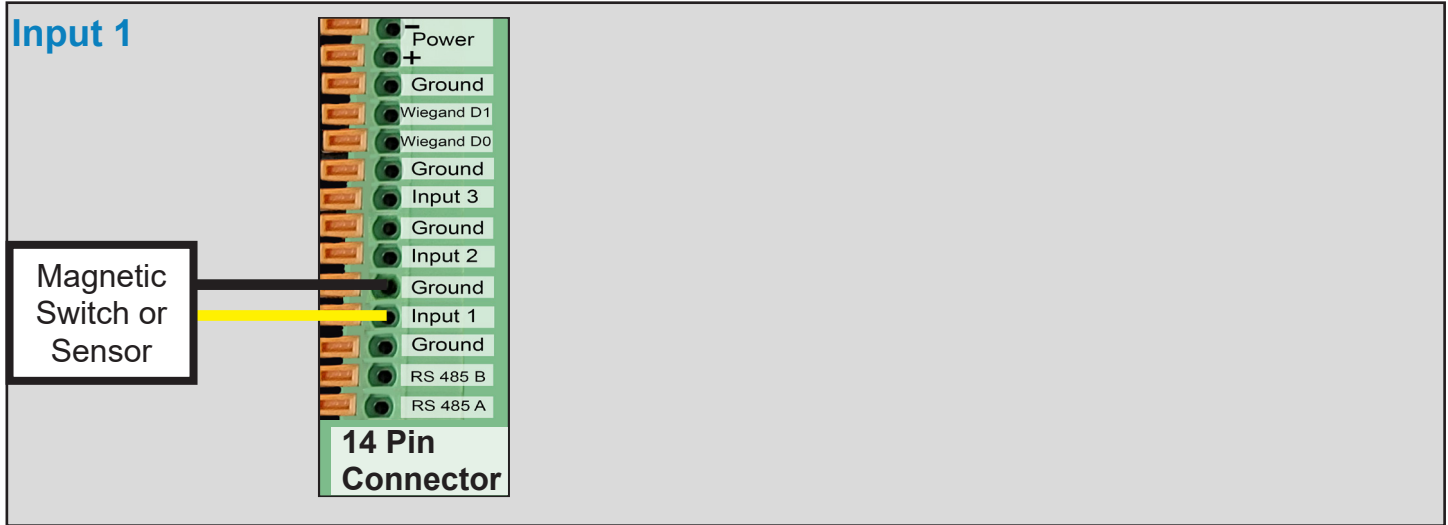 Input 1
-
Power
+
Ground
Wiegand D1
Wiegand D0
Ground
Input 3
Ground
Input 2
Ground
Input 1
Ground
RS 485 B
RS 485 A
Magnetic
Switch or
Sensor
14 Pin
Connector